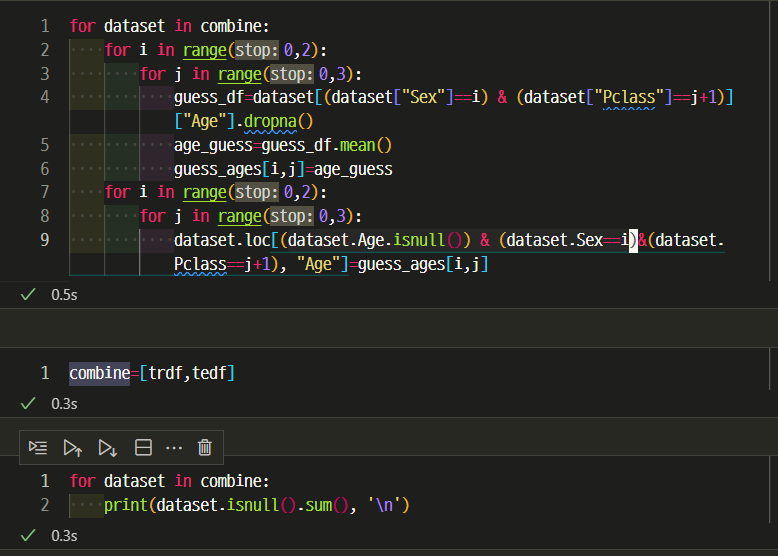 1 for dataset in combine:
2 for i in range(stop: 0,2):
3 for j in range(stop: 0,3):
4 guess_df=dataset[(dataset["Sex"]==i) & (dataset["Pclass"]==j+1)]
["Age"].dropna()
5 age_guess=guess_df.mean()
6 guess_ages[i,j]=age_guess
7 for i in range(stop: 0,2):
8 for j in range(stop: 0,3):
9 dataset.loc[(dataset.Age.isnull()) & (dataset.Sex==i)&(dataset.
Pclass==j+1), "Age"]=guess_ages[i,j]
0.5s
1 combine=[trdf,tedf]
0.3s
1 for dataset in combine:
2 print(dataset.isnull().sum(), '\n')
0.3s